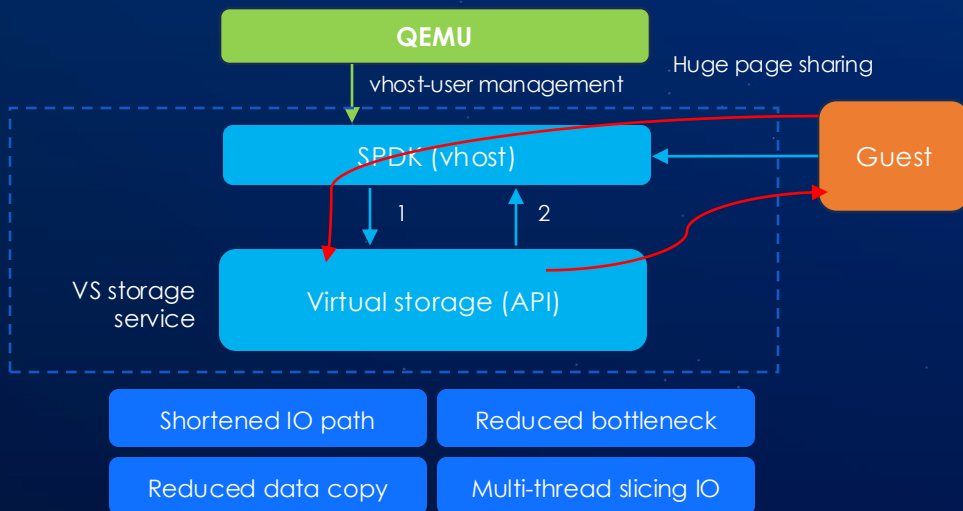 QEMU
vhost-user management
Huge page sharing
SPDK (vhost)
Guest
1
2
VS storage
service
Virtual storage (API)
Shortened IO path
Reduced bottleneck
Reduced data copy
Multi-thread slicing IO